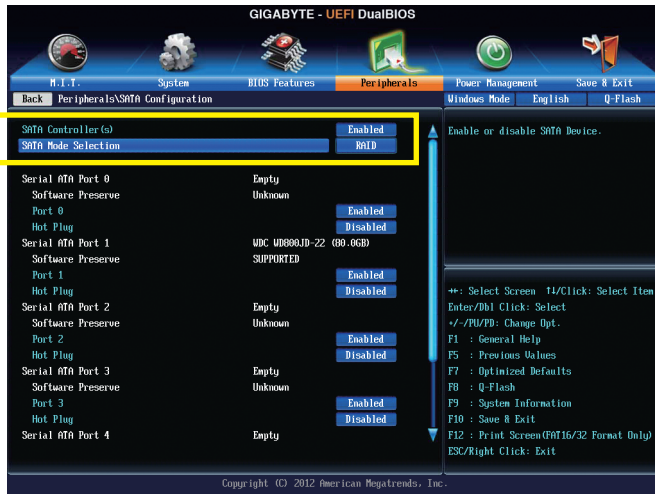 GIGABYTE - UEFI DualBIOS
M.I.T. System BIOS Features Peripherals Power Management Save & Exit
Back Peripherals\SATA Configuration Windows Mode English Q-Flash
SATA Controller(s) Enabled
SATA Mode Selection RAID
Serial ATA Port 0 Empty
Software Preserve Unknown
Port 0 Enabled
Hot Plug Disabled
Serial ATA Port 1 WDC WD800JD-22 (80.0GB)
Software Preserve SUPPORTED
Port 1 Enabled
Hot Plug Disabled
Serial ATA Port 2 Empty
Software Preserve Unknown
Port 2 Enabled
Hot Plug Disabled
Serial ATA Port 3 Empty
Software Preserve Unknown
Port 3 Enabled
Hot Plug Disabled
Serial ATA Port 4 Empty
Enable or disable SATA Device.
→←: Select Screen ↑↓/Click: Select Item
Enter/Dbl Click: Select
+/-/PU/PD: Change Opt.
F1 : General Help
F5 : Previous Values
F7 : Optimized Defaults
F8 : Q-Flash
F9 : System Information
F10 : Save & Exit
F12 : Print Screen(FAT16/32 Format Only)
ESC/Right Click: Exit
Copyright (C) 2012 American Megatrends, Inc.